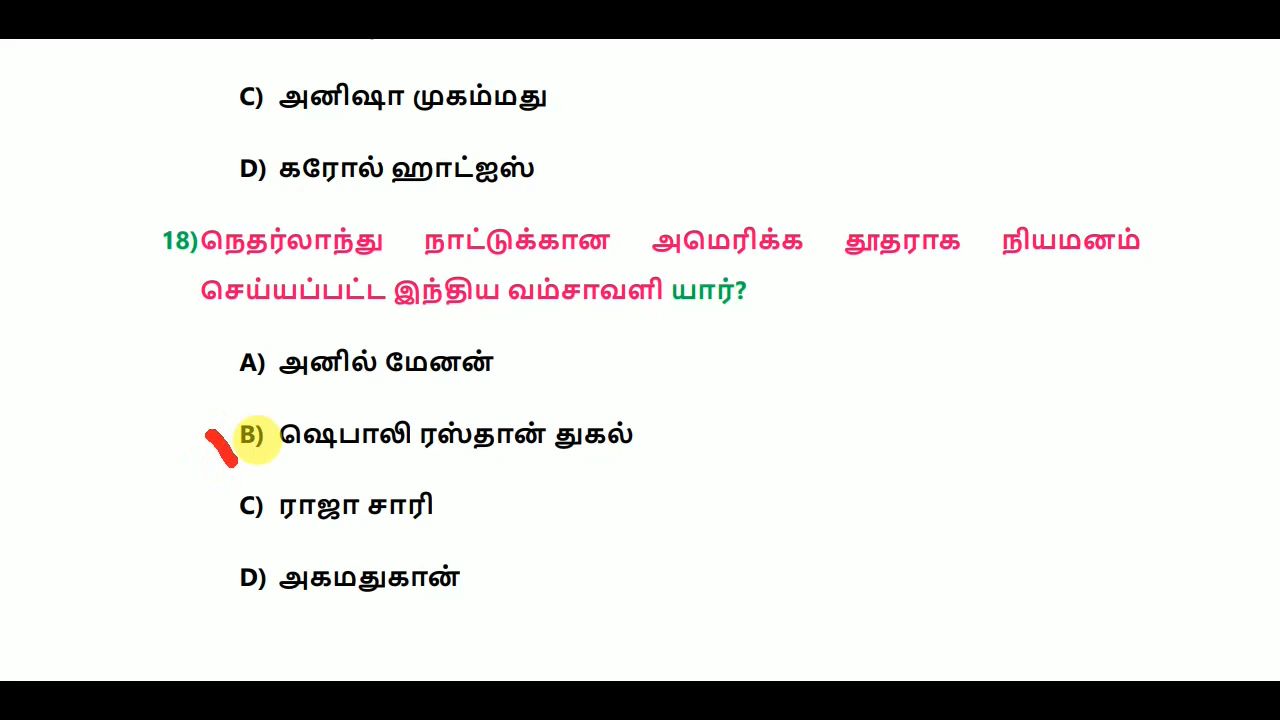 C) அனிஷா முகம்மது
D) கரோல் ஹாட்ஐஸ்
18)நெதர்லாந்து நாட்டுக்கான அமெரிக்க தூதராக நியமனம்
செய்யப்பட்ட இந்திய வம்சாவளி யார்?
A) அனில் மேனன்
B) ஷெபாலி ரஸ்தான் துகல்
C) ராஜா சாரி
D) அகமதுகான்